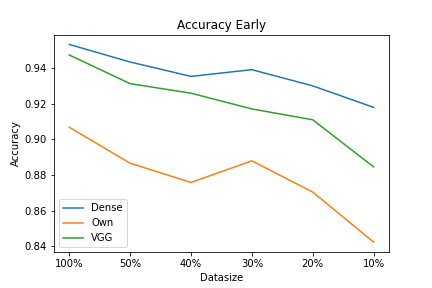 Accuracy Early
Accuracy
0.94
0.92
0.90
0.88
0.86
0.84
Dense
Own
VGG
100% 50% 40% 30% 20% 10%
Datasize